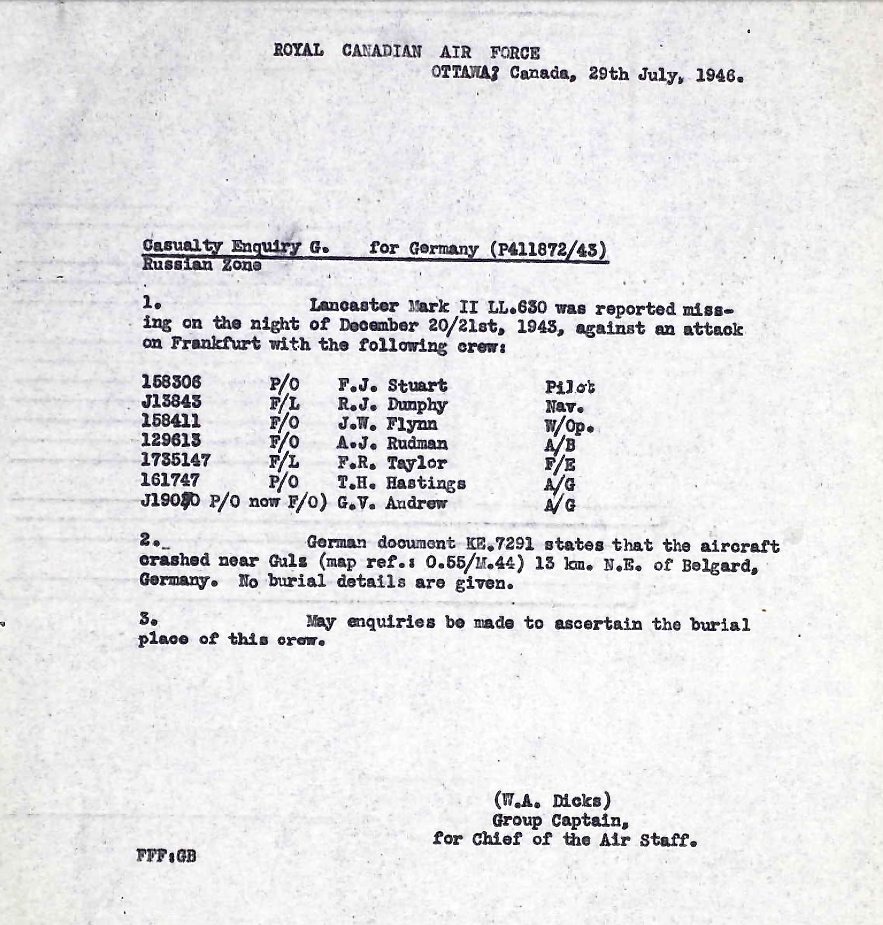 ROYAL CANADIAN AIR FORCE
OTTAWA, Canada, 29th July, 1946.
Casualty Enquiry G. for Germany (P411872/43)
Russian Zone
1. Lancaster Mark II LL.630 was reported miss-
ing on the night of December 20/21st, 1943, against an attack
on Frankfurt with the following crew:
158306 P/O F.J. Stuart Pilot
J13843 F/L R.J. Dunphy Nav.
158411 F/O J.W. Flynn W/Op.
129613 F/O A.J. Rudman A/B
1735147 F/L F.R. Taylor F/E
161747 P/O T.H. Hastings A/G
P/O now F/O) G.V. Andrew A/G
2. German document KE.7291 states that the aircraft
crashed near Guls (map ref.: O.55/M.44) 13 km. N.E. of Belgard,
Germany. No burial details are given.
3. May enquiries be made to ascertain the burial
place of this crew.
(W.A. Dicks)
Group Captain,
for Chief of the Air Staff.
FFF:GB